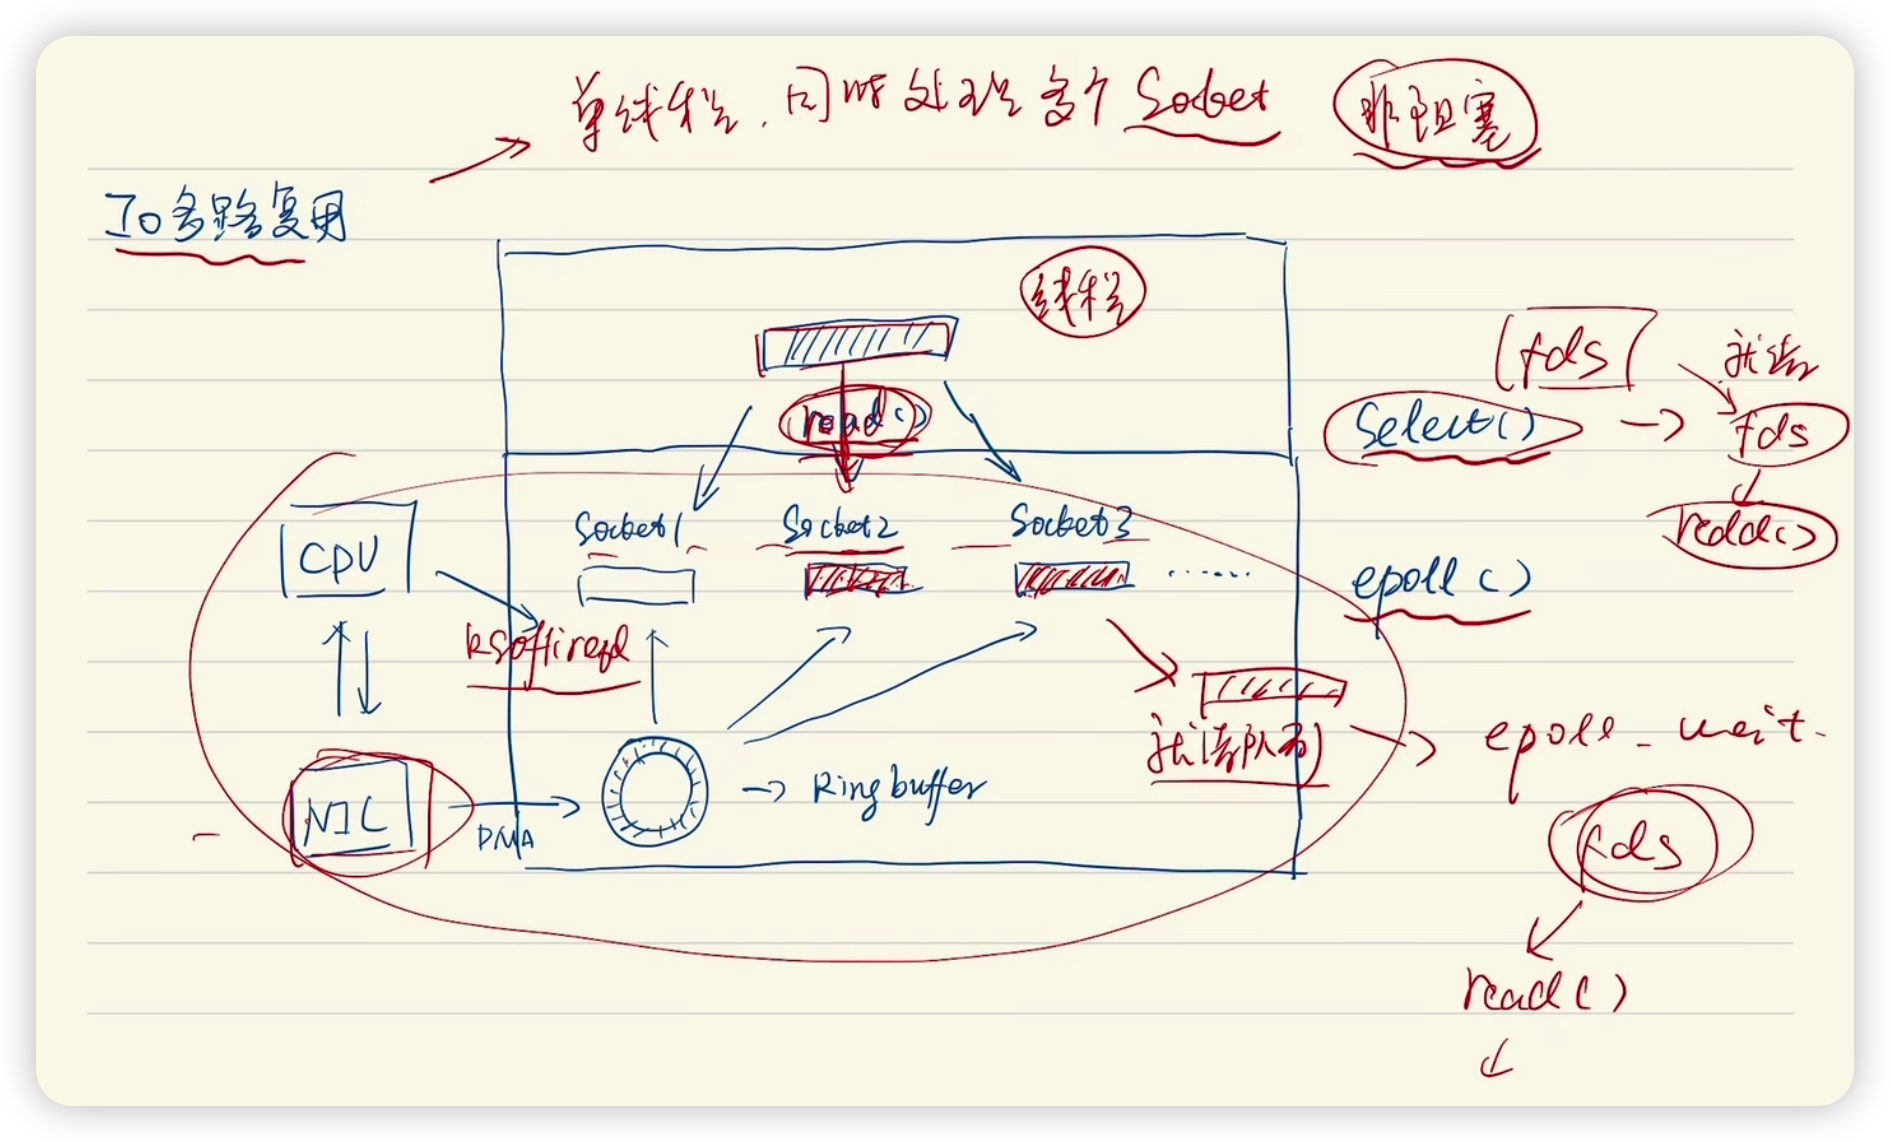 单线程，同时处理多个 Socket 非阻塞
IO多路复用
线程
fds
就绪
read()
select()
fds
read()
Socket1 Socket2 Socket3 ......
CPU
epoll()
ksoftirqd
就绪队列
epoll_wait
NIC
DMA
Ring buffer
fds
read()